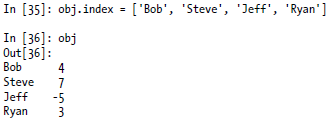 In [35]: obj.index = ['Bob', 'Steve', 'Jeff', 'Ryan']
In [36]: obj
Out[36]:
Bob 4
Steve 7
Jeff -5
Ryan 3